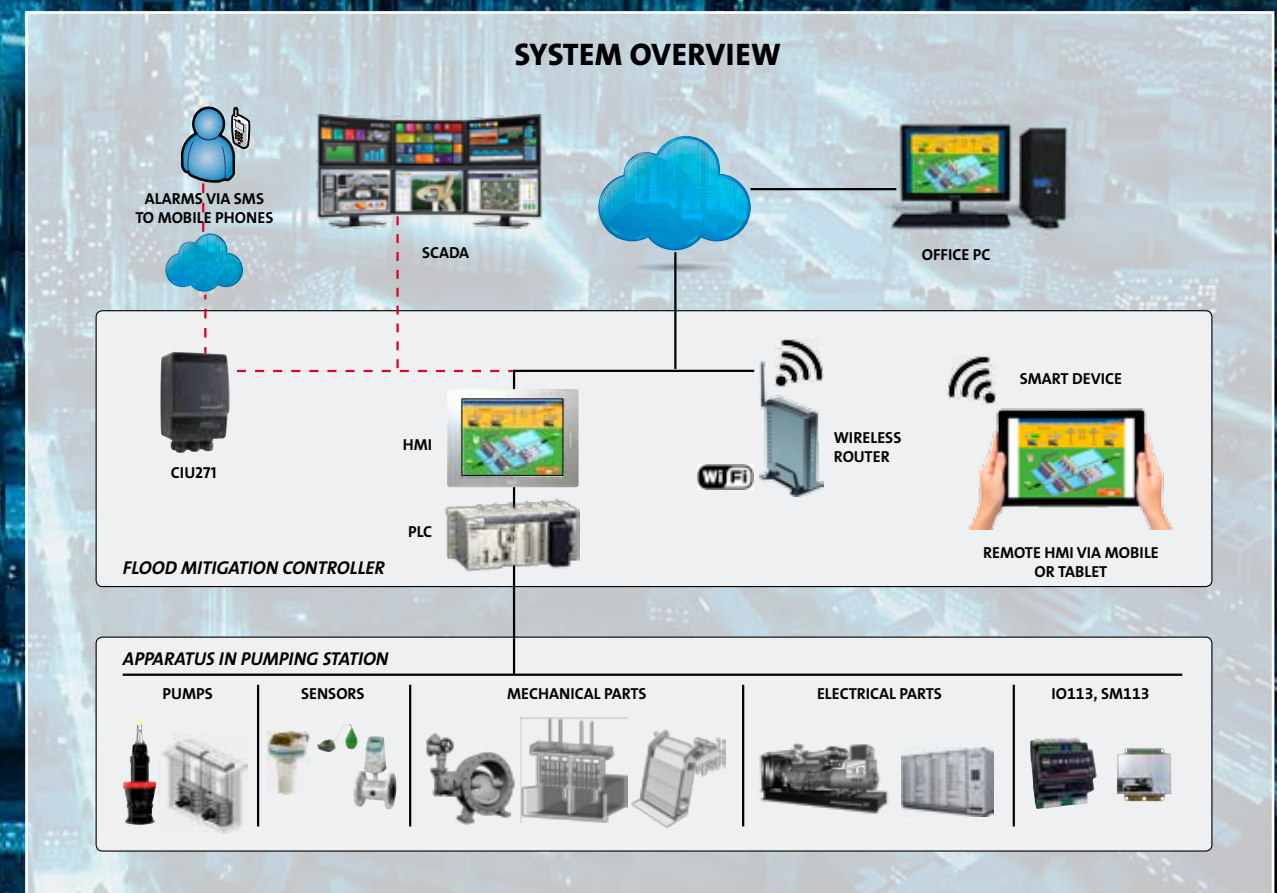 SYSTEM OVERVIEW
ALARMS VIA SMS
TO MOBILE PHONES
SCADA
OFFICE PC
CIU271
HMI
PLC
WiFi
WIRELESS
ROUTER
SMART DEVICE
REMOTE HMI VIA MOBILE
OR TABLET
FLOOD MITIGATION CONTROLLER
APPARATUS IN PUMPING STATION
PUMPS
SENSORS
MECHANICAL PARTS
ELECTRICAL PARTS
IO113, SM113